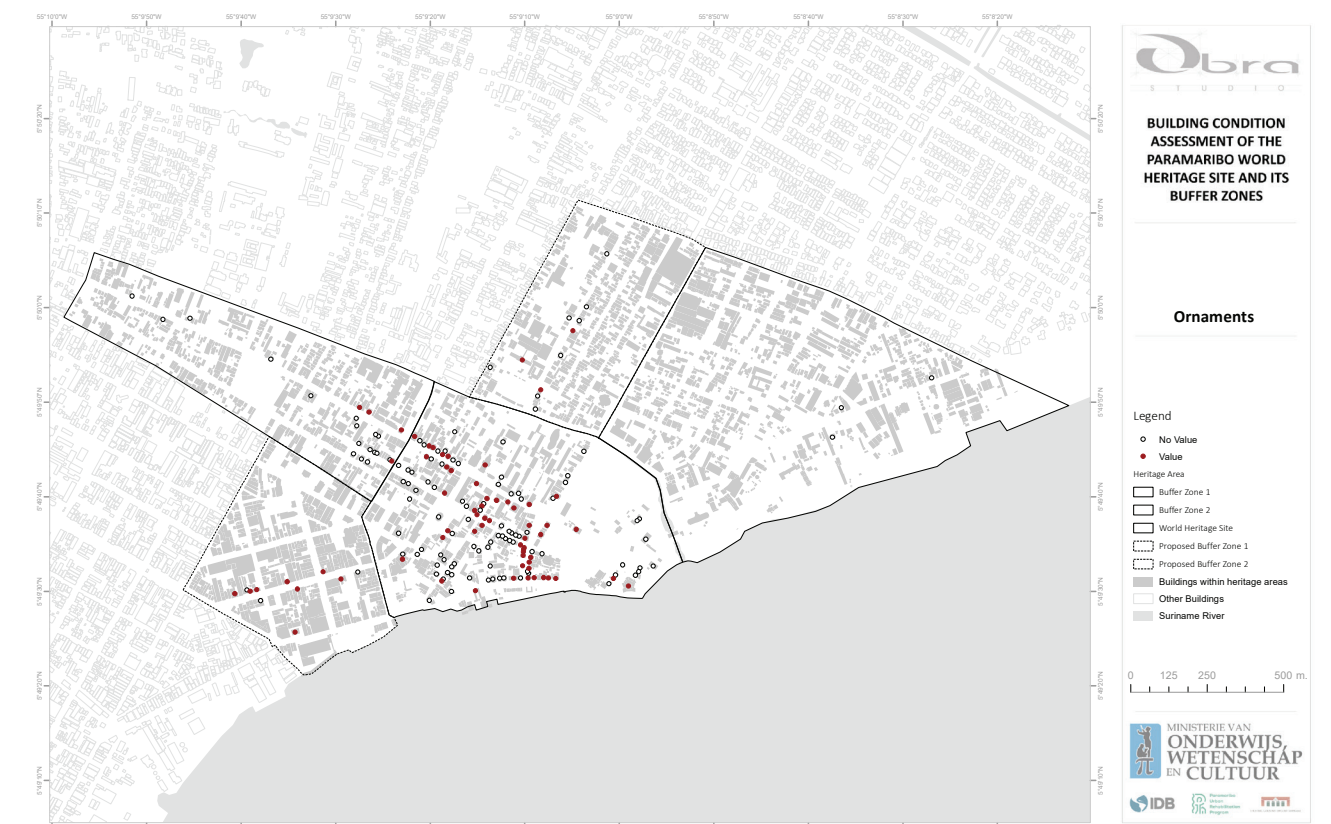 55°10'0"W
55°9'50"W
55°9'40"W
55°9'30"W
55°9'20"W
55°9'10"W
55°9'0"W
55°8'50"W
55°8'40"W
55°8'30"W
55°8'20"W
Obra
STUDIO
BUILDING CONDITION
ASSESSMENT OF THE
PARAMARIBO WORLD
HERITAGE SITE AND ITS
BUFFER ZONES
Ornaments
Legend
No Value
Value
Heritage Area
Buffer Zone 1
Buffer Zone 2
World Heritage Site
Proposed Buffer Zone 1
Proposed Buffer Zone 2
Buildings within heritage areas
Other Buildings
Suriname River
0 125 250 500 m.
MINISTERIE VAN
ONDERWIJS,
WETENSCHAP
EN CULTUUR
IDB
Paramaribo
Urban
Rehabilitation
Program